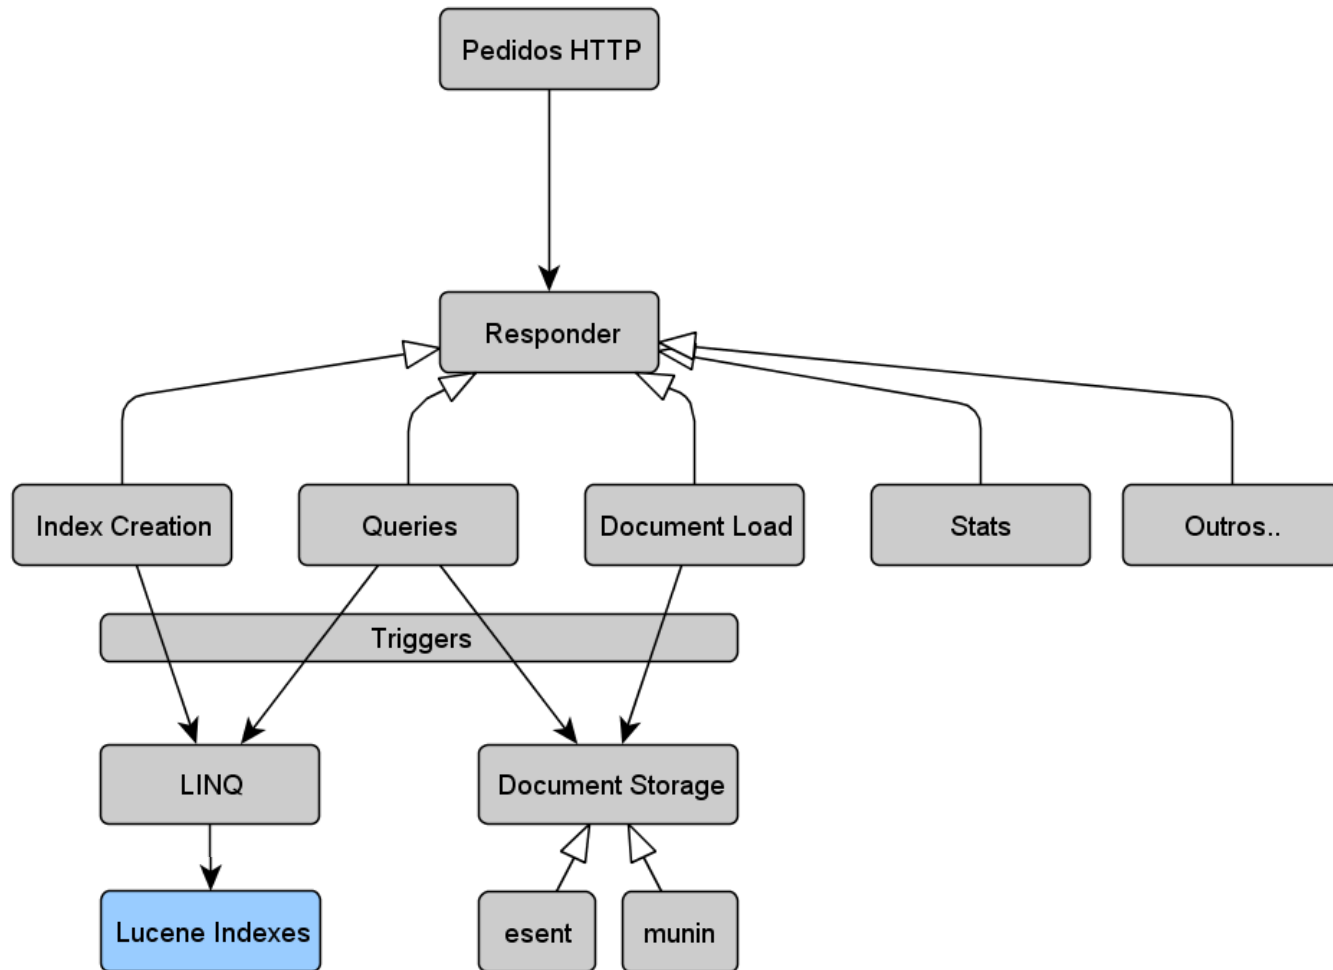 Pedidos HTTP
Responder
Index Creation
Queries
Document Load
Stats
Outros..
Triggers
LINQ
Document Storage
Lucene Indexes
esent
munin